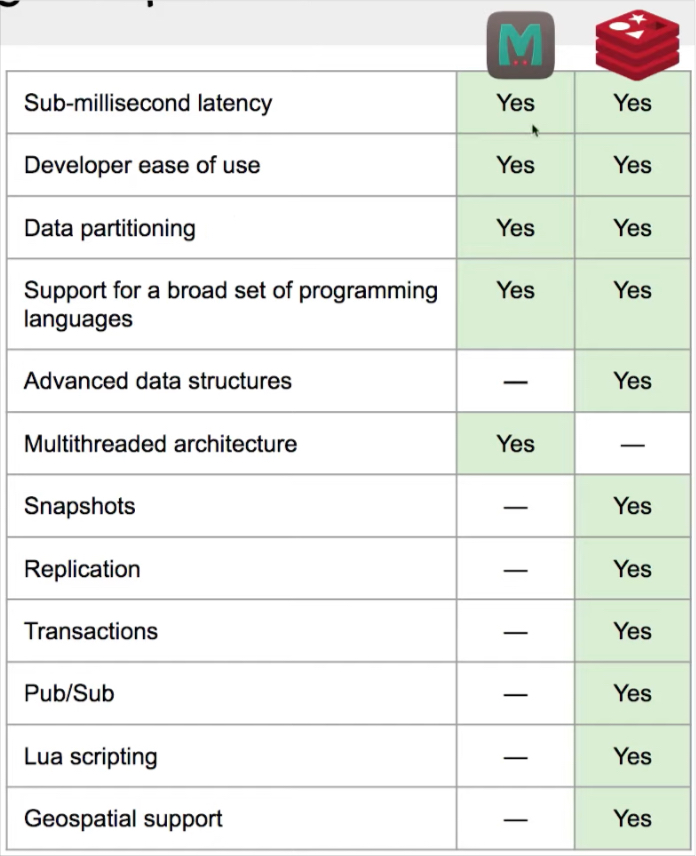 Sub-millisecond latency Yes Yes
Developer ease of use Yes Yes
Data partitioning Yes Yes
Support for a broad set of programming Yes Yes
languages
Advanced data structures — Yes
Multithreaded architecture Yes —
Snapshots — Yes
Replication — Yes
Transactions — Yes
Pub/Sub — Yes
Lua scripting — Yes
Geospatial support — Yes